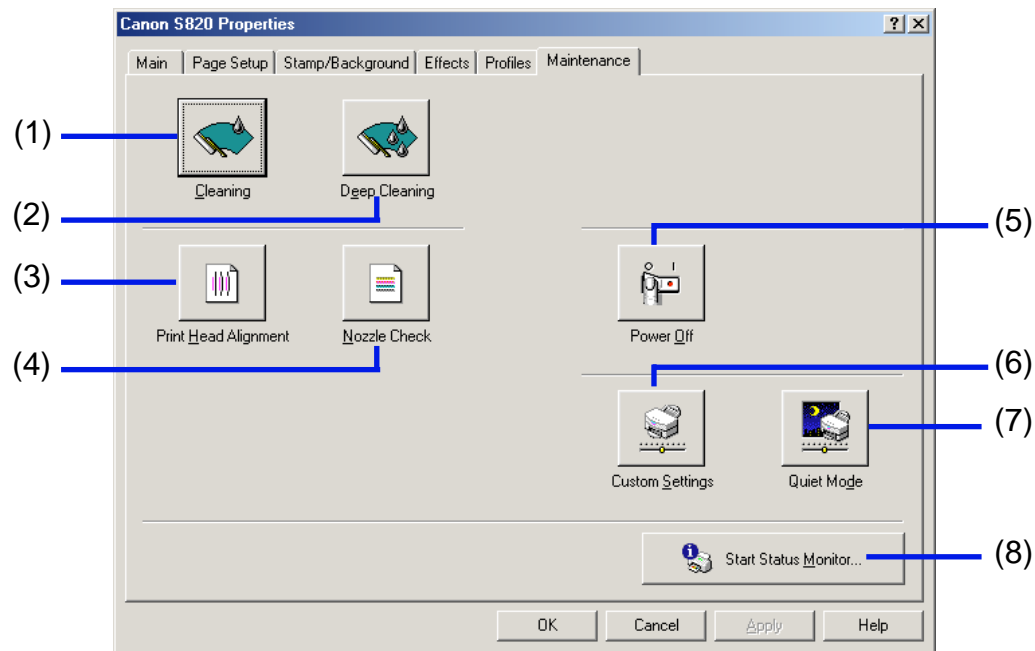 Canon S820 Properties
Main Page Setup Stamp/Background Effects Profiles Maintenance
(1)
Cleaning Deep Cleaning
(2) (5)
(3)
Print Head Alignment Nozzle Check Power Off
(4) (6)
(7)
Custom Settings Quiet Mode
Start Status Monitor... (8)
OK Cancel Apply Help